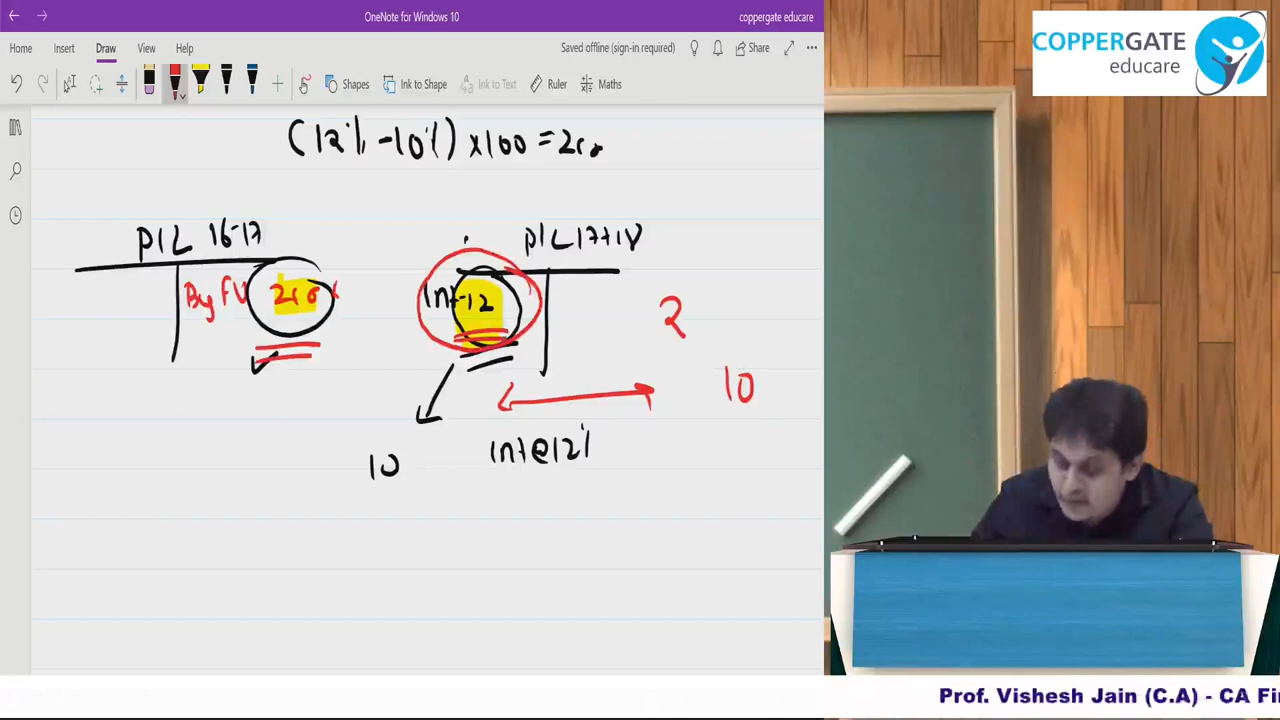 OneNote for Windows 10
coppergate educare
Home Insert Draw View Help
Saved offline (sign-in required)
Share
Shapes
Ink to Shape
Ink to Text
Ruler
Maths
COPPERGATE
educare
(12% - 10%) x 100 = 2cr
P/L 16-17
P/L 17-18
By FV 2cr
Int-12
2
10
10
Int@12%
Prof. Vishesh Jain (C.A) - CA Fi